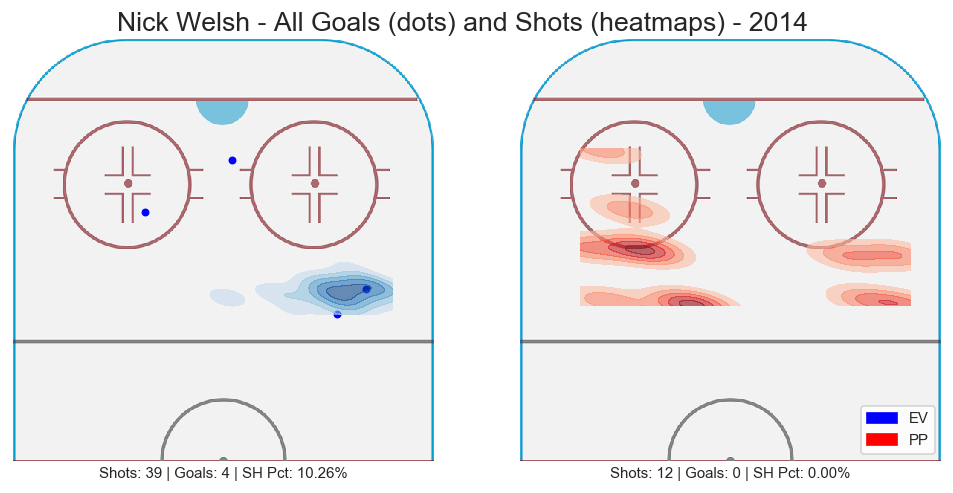 Nick Welsh - All Goals (dots) and Shots (heatmaps) - 2014
EV
PP
Shots: 39 | Goals: 4 | SH Pct: 10.26%
Shots: 12 | Goals: 0 | SH Pct: 0.00%